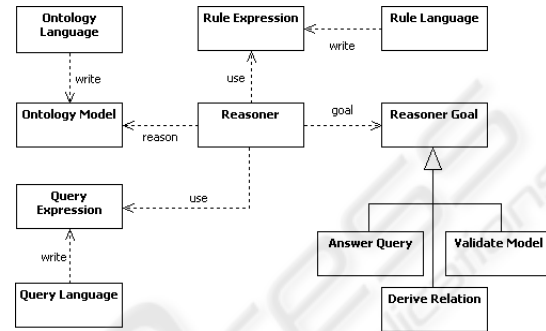 Ontology
Language
Rule Expression
Rule Language
write
write
use
Ontology Model
Reasoner
goal
Reasoner Goal
reason
Query
Expression
use
write
Answer Query
Validate Model
Query Language
Derive Relation